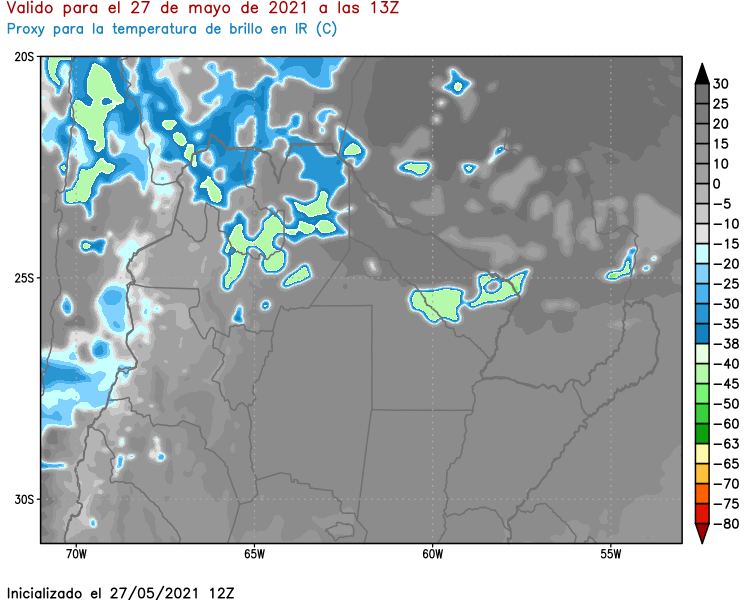 Valido para el 27 de mayo de 2021 a las 13Z
Proxy para la temperatura de brillo en IR (C)
20S
25S
30S
70W
65W
60W
55W
30
25
20
15
10
0
−5
−10
−15
−20
−25
−30
−35
−38
−40
−45
−50
−60
−63
−65
−70
−75
−80
Inicializado el 27/05/2021 12Z